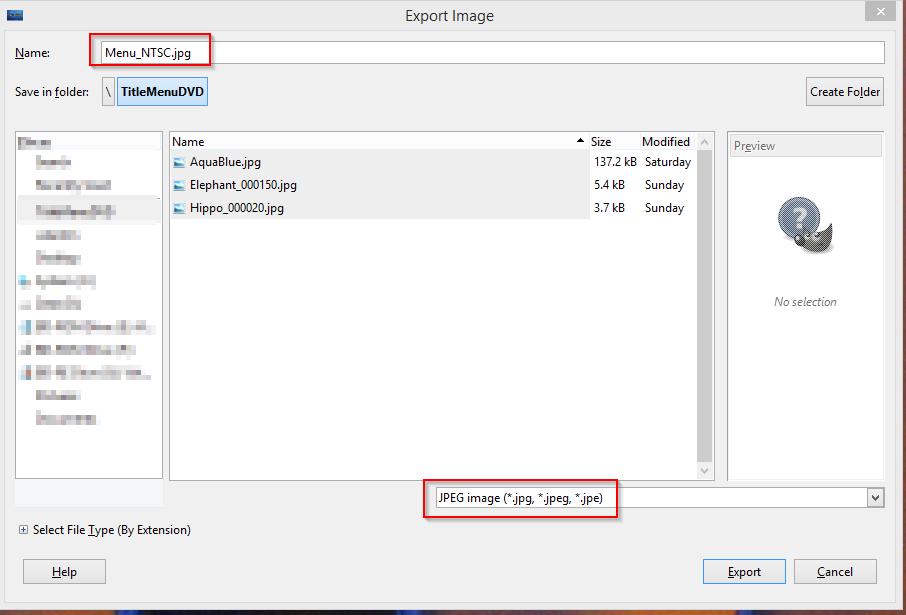 Export Image
Name: Menu_NTSC.jpg
Save in folder: \ TitleMenuDVD Create Folder
Name Size Modified Preview
AquaBlue.jpg 137.2 kB Saturday
Elephant_000150.jpg 5.4 kB Sunday
Hippo_000020.jpg 3.7 kB Sunday
No selection
JPEG image (*.jpg, *.jpeg, *.jpe)
Select File Type (By Extension)
Help Export Cancel